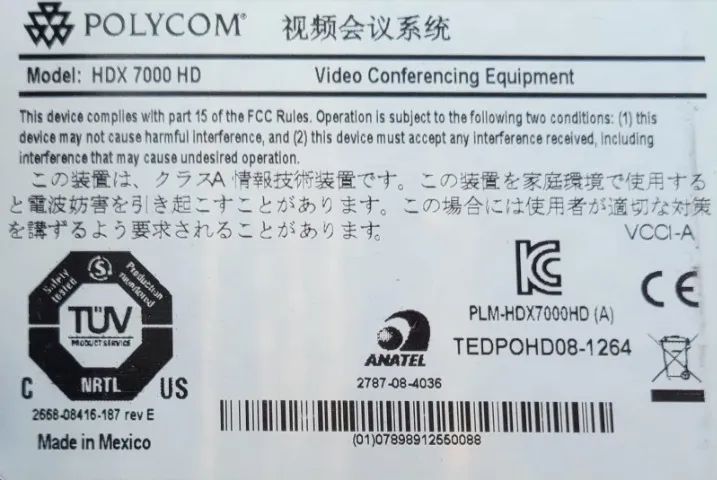 POLYCOM® 视频会议系统
Model: HDX 7000 HD Video Conferencing Equipment
This device complies with part 15 of the FCC Rules. Operation is subject to the following two conditions: (1) this
device may not cause harmful interference, and (2) this device must accept any interference received, including
interference that may cause undesired operation.
この装置は、クラスA 情報技術装置です。この装置を家庭環境で使用する
と電波妨害を引き起こすことがあります。この場合には使用者が適切な対策
を講ずるよう要求されることがあります。 VCCI-A
Safety tested S Production monitored
TÜV
PRODUCT SERVICE
C NRTL US
2668-08416-187 rev E
Made in Mexico
ANATEL
2787-08-4036
KC
CE
PLM-HDX7000HD (A)
TEDPOHD08-1264
(01)07898912550088